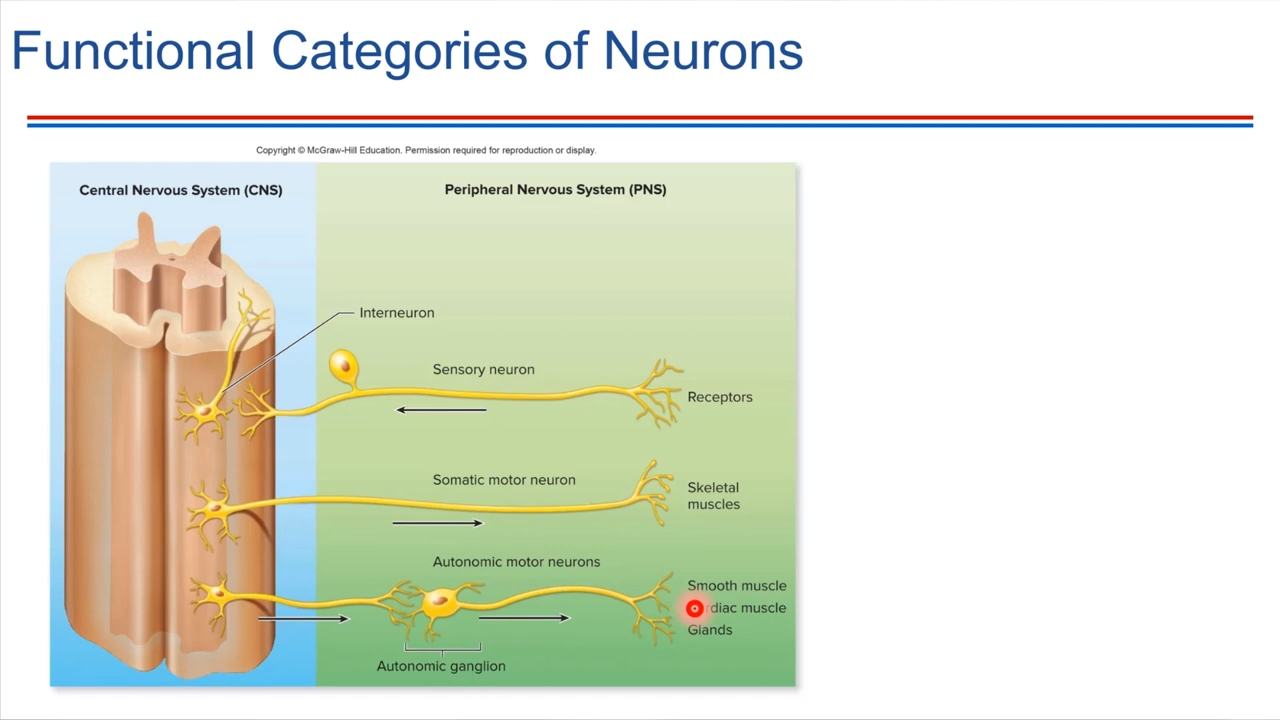 Functional Categories of Neurons
Copyright © McGraw-Hill Education. Permission required for reproduction or display.
Central Nervous System (CNS)
Peripheral Nervous System (PNS)
Interneuron
Sensory neuron
Receptors
Somatic motor neuron
Skeletal
muscles
Autonomic motor neurons
Smooth muscle
muscle
Glands
Autonomic ganglion